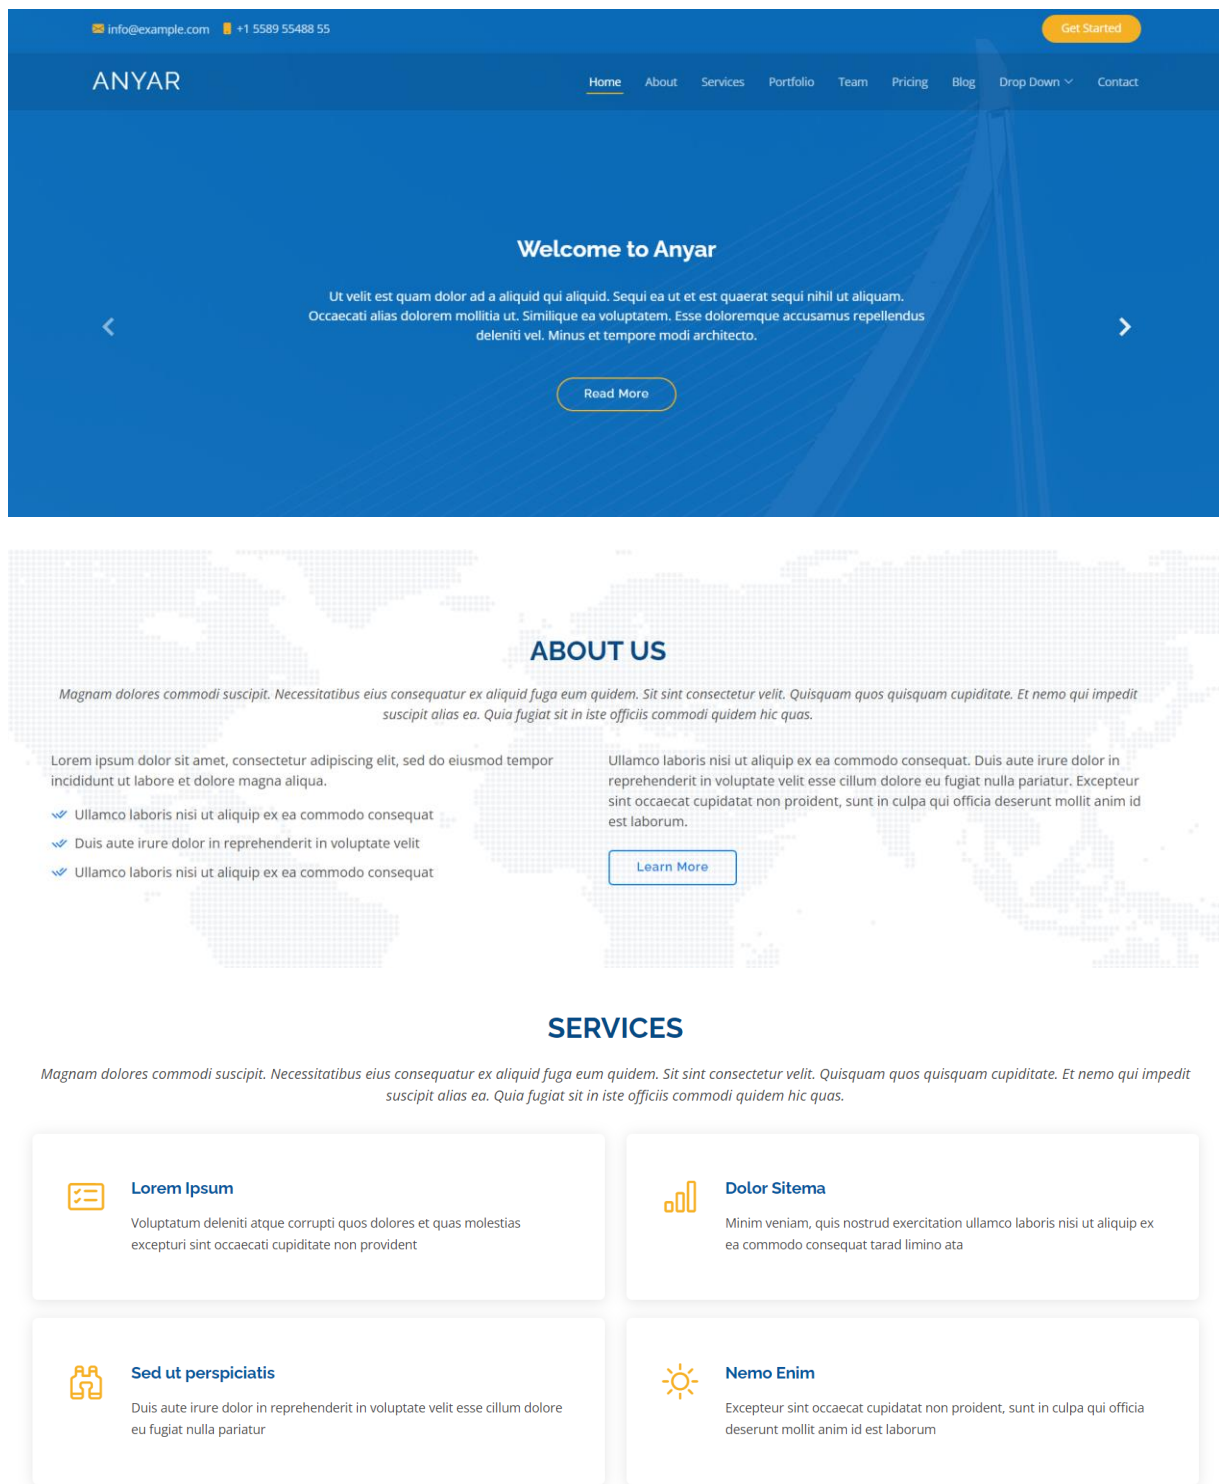 info@example.com +1 5589 55488 55 Get Started
ANYAR Home About Services Portfolio Team Pricing Blog Drop Down Contact
Welcome to Anyar
Ut velit est quam dolor ad a aliquid qui aliquid. Sequi ea ut et est quaerat sequi nihil ut aliquam.
Occaecati alias dolorem mollitia ut. Similique ea voluptatem. Esse doloremque accusamus repellendus
deleniti vel. Minus et tempore modi architecto.
Read More
ABOUT US
Magnam dolores commodi suscipit. Necessitatibus eius consequatur ex aliquid fuga eum quidem. Sit sint consectetur velit. Quisquam quos quisquam cupiditate. Et nemo qui impedit
suscipit alias ea. Quia fugiat sit in iste officiis commodi quidem hic quas.
Lorem ipsum dolor sit amet, consectetur adipiscing elit, sed do eiusmod tempor
incididunt ut labore et dolore magna aliqua.
Ullamco laboris nisi ut aliquip ex ea commodo consequat
Duis aute irure dolor in reprehenderit in voluptate velit
Ullamco laboris nisi ut aliquip ex ea commodo consequat
Ullamco laboris nisi ut aliquip ex ea commodo consequat. Duis aute irure dolor in
reprehenderit in voluptate velit esse cillum dolore eu fugiat nulla pariatur. Excepteur
sint occaecat cupidatat non proident, sunt in culpa qui officia deserunt mollit anim id
est laborum.
Learn More
SERVICES
Magnam dolores commodi suscipit. Necessitatibus eius consequatur ex aliquid fuga eum quidem. Sit sint consectetur velit. Quisquam quos quisquam cupiditate. Et nemo qui impedit
suscipit alias ea. Quia fugiat sit in iste officiis commodi quidem hic quas.
Lorem Ipsum
Voluptatum deleniti atque corrupti quos dolores et quas molestias
excepturi sint occaecati cupiditate non provident
Dolor Sitema
Minim veniam, quis nostrud exercitation ullamco laboris nisi ut aliquip ex
ea commodo consequat tarad limino ata
Sed ut perspiciatis
Duis aute irure dolor in reprehenderit in voluptate velit esse cillum dolore
eu fugiat nulla pariatur
Nemo Enim
Excepteur sint occaecat cupidatat non proident, sunt in culpa qui officia
deserunt mollit anim id est laborum